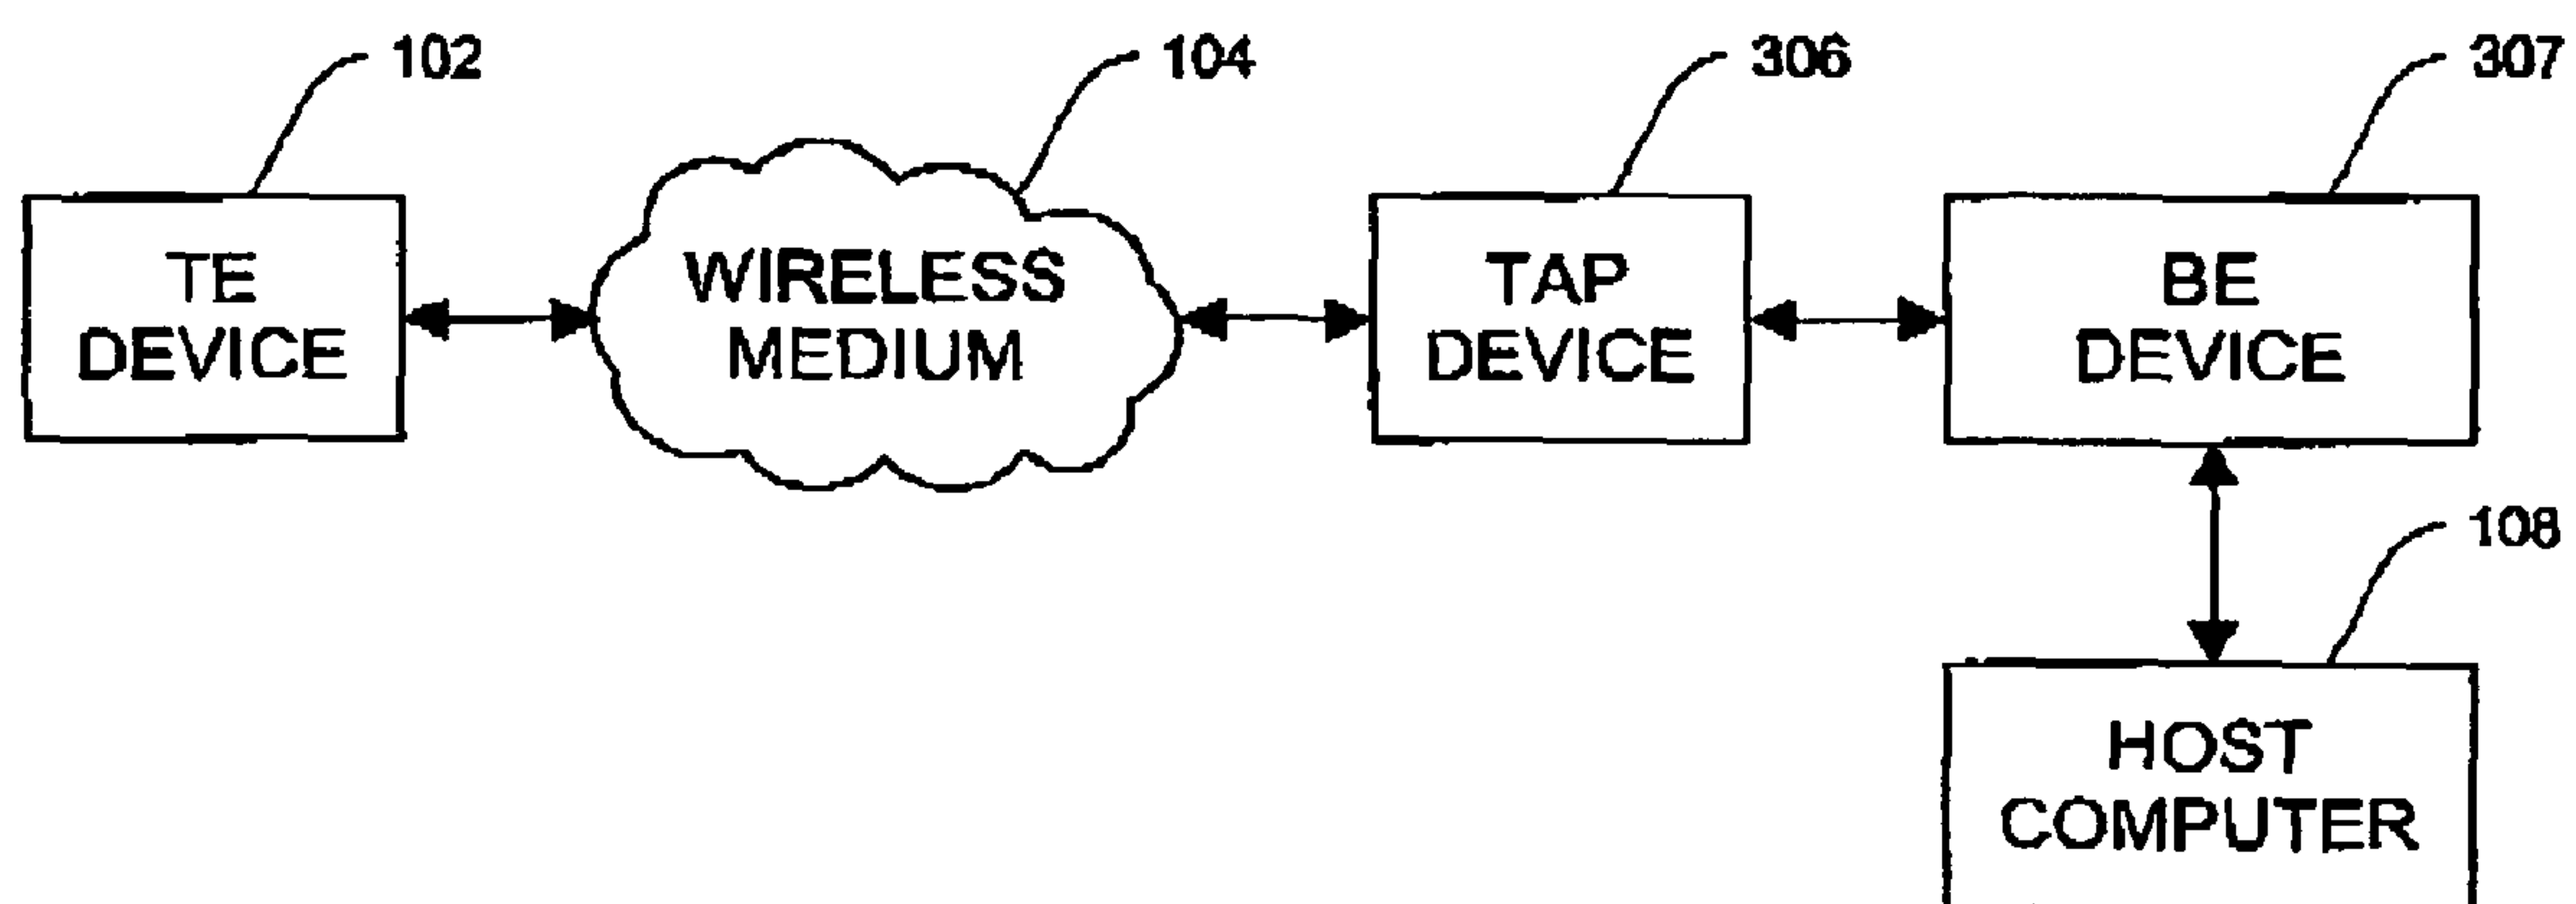 102
104
306
307
TE
DEVICE
WIRELESS
MEDIUM
TAP
DEVICE
BE
DEVICE
108
HOST
COMPUTER